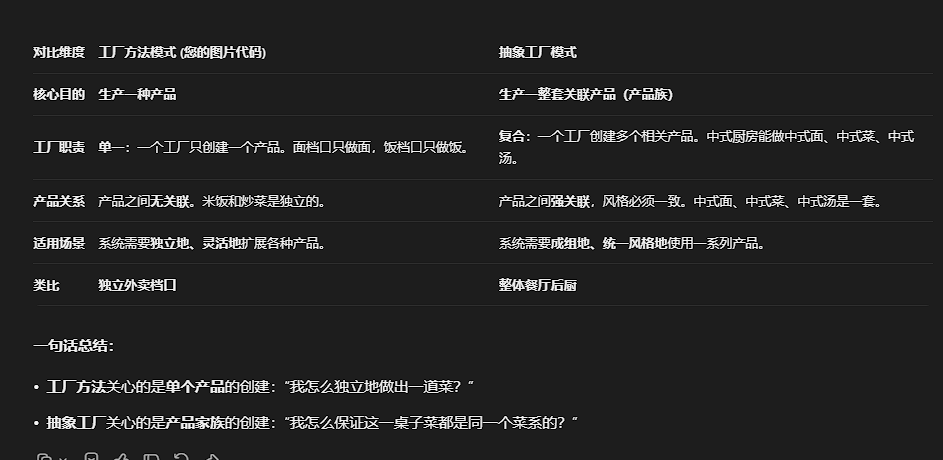 对比维度 工厂方法模式 (您的图片代码) 抽象工厂模式
核心目的 生产一种产品 生产一整套关联产品（产品族）
工厂职责 单一：一个工厂只创建一个产品。面档口只做面，饭档口只做饭。 复合：一个工厂创建多个相关产品。中式厨房能做中式面、中式菜、中式
汤。
产品关系 产品之间无关联。米饭和炒菜是独立的。 产品之间强关联，风格必须一致。中式面、中式菜、中式汤是一套。
适用场景 系统需要独立地、灵活地扩展各种产品。 系统需要成组地、统一风格地使用一系列产品。
类比 独立外卖档口 整体餐厅后厨
一句话总结：
• 工厂方法关心的是单个产品的创建：“我怎么独立地做出一道菜？”
• 抽象工厂关心的是产品家族的创建：“我怎么保证这一桌子菜都是同一个菜系的？”